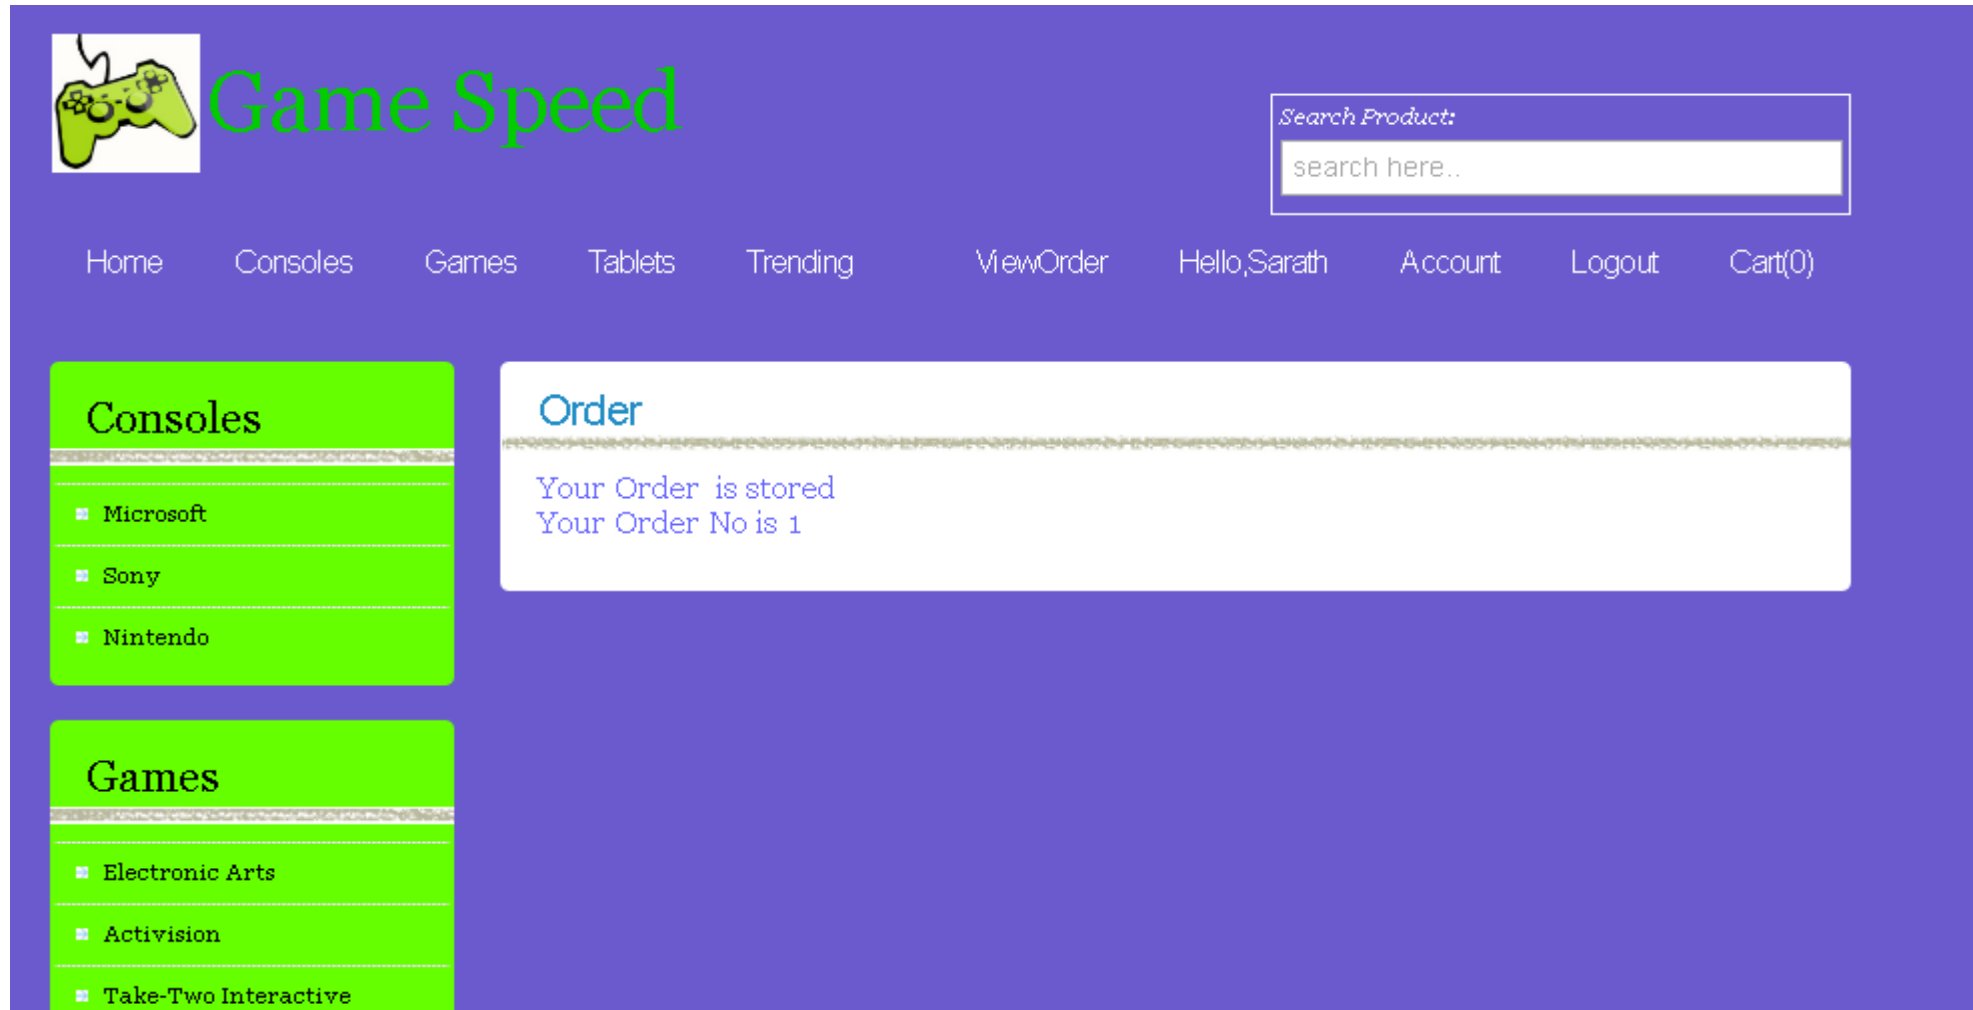 Game Speed
Search Product:
search here..
Home Consoles Games Tablets Trending ViewOrder Hello,Sarath Account Logout Cart(0)
Consoles
Microsoft
Sony
Nintendo
Order
Your Order is stored
Your Order No is 1
Games
Electronic Arts
Activision
Take-Two Interactive